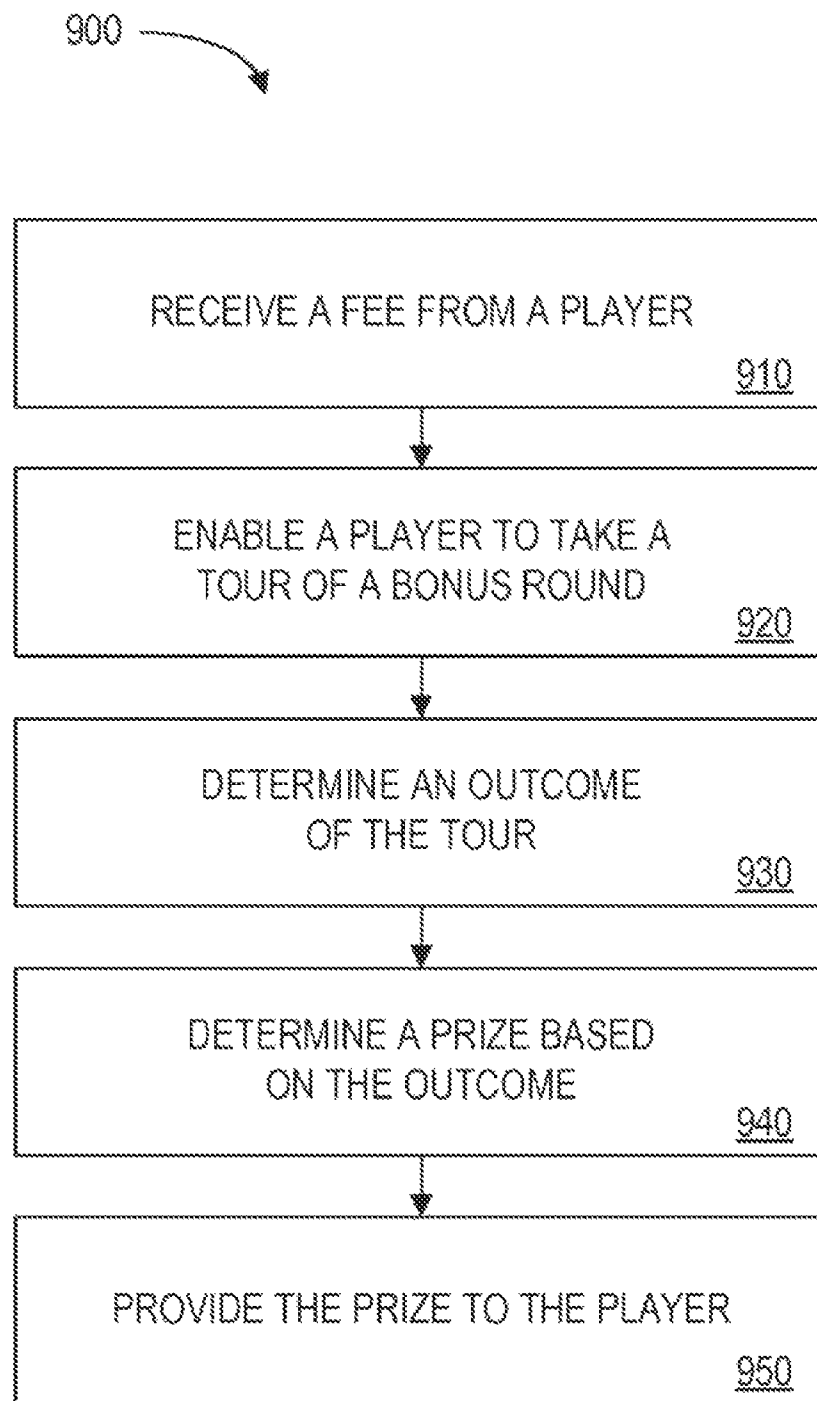 900
RECEIVE A FEE FROM A PLAYER
910
ENABLE A PLAYER TO TAKE A
TOUR OF A BONUS ROUND
920
DETERMINE AN OUTCOME
OF THE TOUR
930
DETERMINE A PRIZE BASED
ON THE OUTCOME
940
PROVIDE THE PRIZE TO THE PLAYER
950